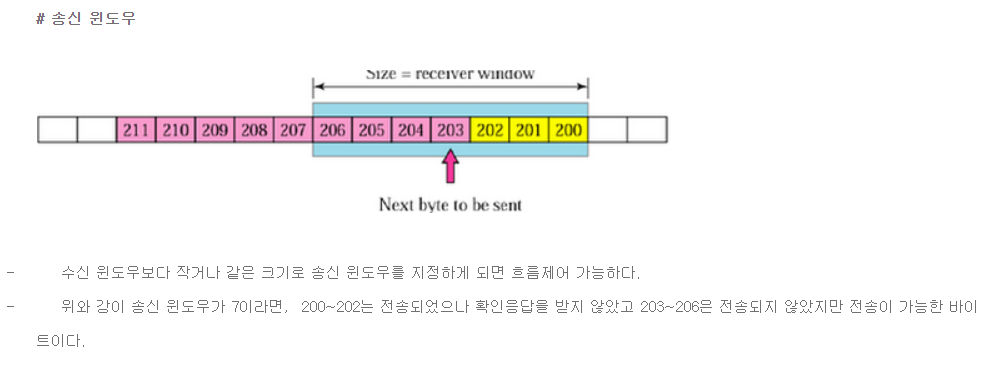 # 송신 윈도우
Size = receiver window
211 210 209 208 207 206 205 204 203 202 201 200
Next byte to be sent
- 수신 윈도우보다 작거나 같은 크기로 송신 윈도우를 지정하게 되면 흐름제어 가능하다.
- 위와 강이 송신 윈도우가 7이라면, 200~202는 전송되었으나 확인응답을 받지 않았고 203~206은 전송되지 않았지만 전송이 가능한 바이
트이다.